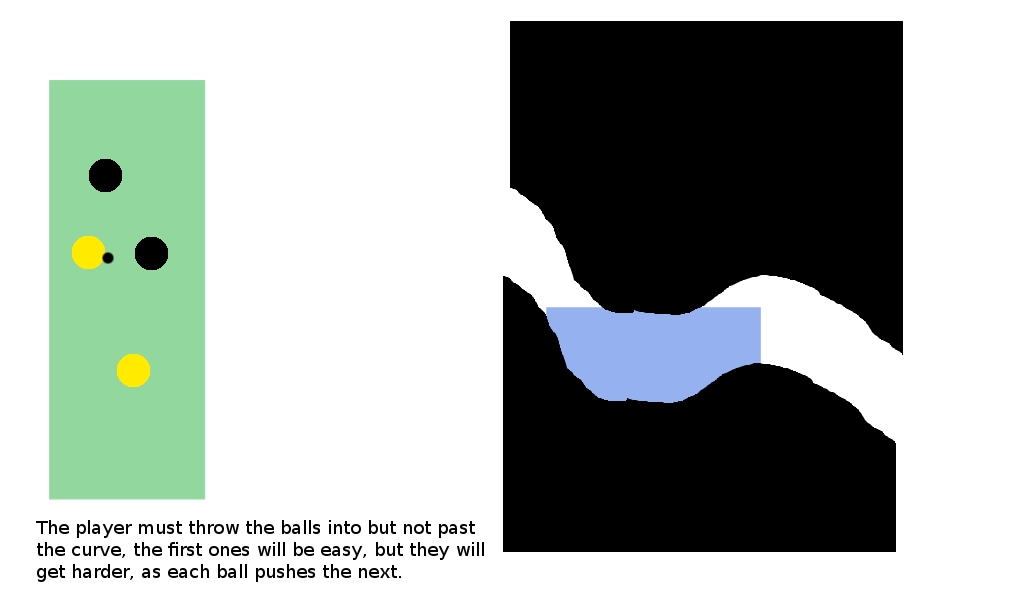 The player must throw the balls into but not past
the curve, the first ones will be easy, but they will
get harder, as each ball pushes the next.